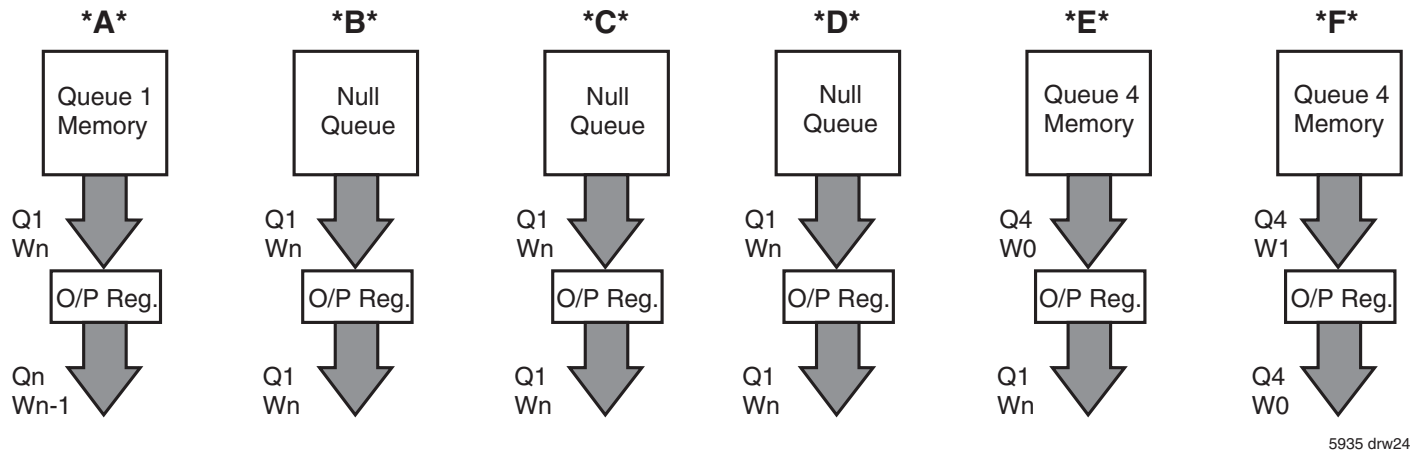 *A*
Queue 1
Memory
Q1
Wn
O/P Reg.
Qn
Wn-1
*B*
Null
Queue
Q1
Wn
O/P Reg.
Q1
Wn
*C*
Null
Queue
Q1
Wn
O/P Reg.
Q1
Wn
*D*
Null
Queue
Q1
Wn
O/P Reg.
Q1
Wn
*E*
Queue 4
Memory
Q4
W0
O/P Reg.
Q1
Wn
*F*
Queue 4
Memory
Q4
W1
O/P Reg.
Q4
W0
5935 drw24